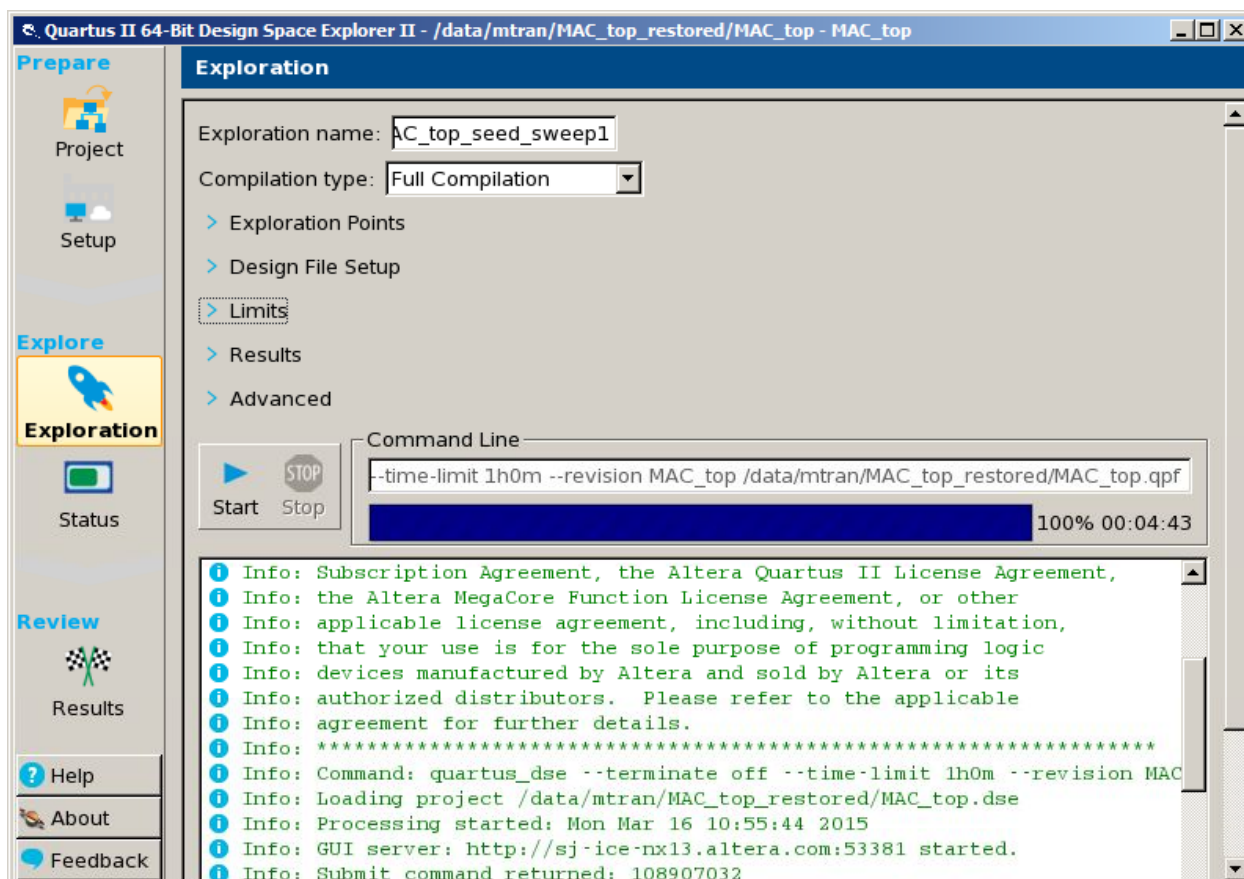 Quartus II 64-Bit Design Space Explorer II - /data/mtran/MAC_top_restored/MAC_top - MAC_top
Prepare
Project
Setup
Explore
Exploration
Status
Review
Results
Help
About
Feedback
Exploration
Exploration name: AC_top_seed_sweep1
Compilation type: Full Compilation
> Exploration Points
> Design File Setup
> Limits
> Results
> Advanced
Start
STOP
Stop
Command Line
--time-limit 1h0m --revision MAC_top /data/mtran/MAC_top_restored/MAC_top.qpf
100% 00:04:43
Info: Subscription Agreement, the Altera Quartus II License Agreement,
Info: the Altera MegaCore Function License Agreement, or other
Info: applicable license agreement, including, without limitation,
Info: that your use is for the sole purpose of programming logic
Info: devices manufactured by Altera and sold by Altera or its
Info: authorized distributors.  Please refer to the applicable
Info: agreement for further details.
Info: *******************************************************************
Info: Command: quartus_dse --terminate off --time-limit 1h0m --revision MAC
Info: Loading project /data/mtran/MAC_top_restored/MAC_top.dse
Info: Processing started: Mon Mar 16 10:55:44 2015
Info: GUI server: http://sj-ice-nx13.altera.com:53381 started.
Info: Submit command returned: 108907032